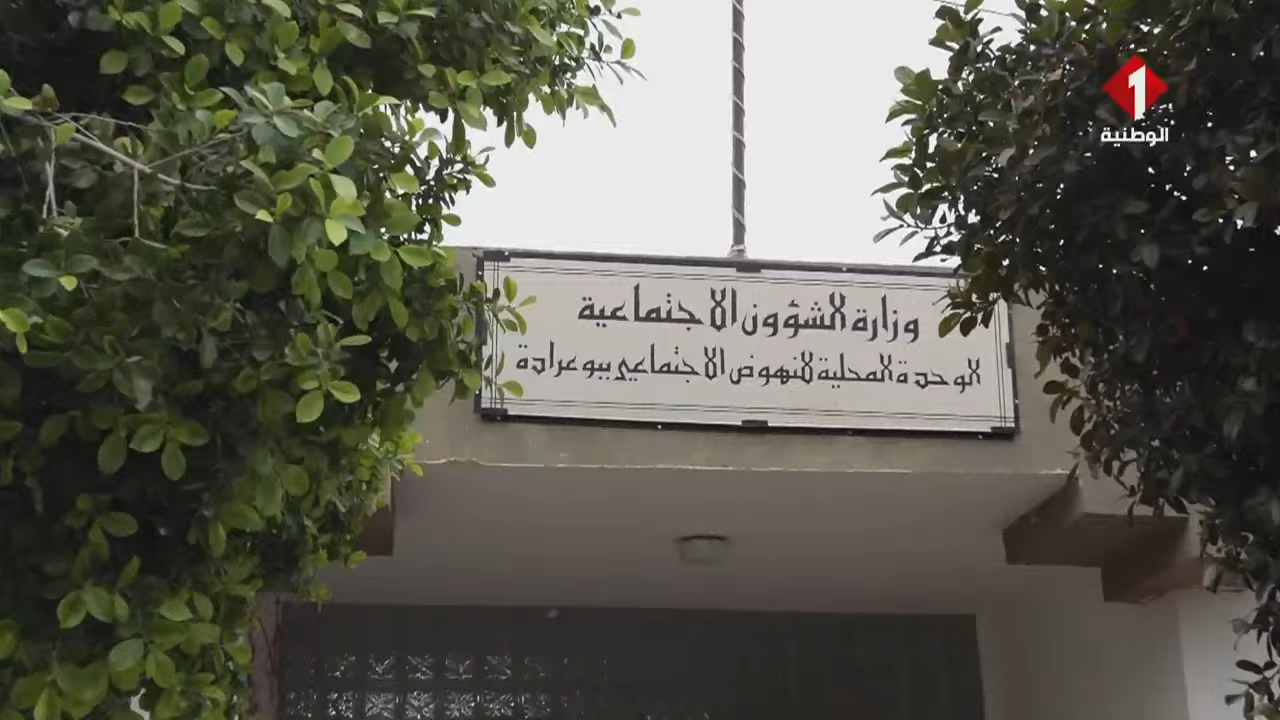 1
الوطنية
وزارة الشؤون الاجتماعية
الوحدة المحلية للنهوض الاجتماعي ببوعرادة